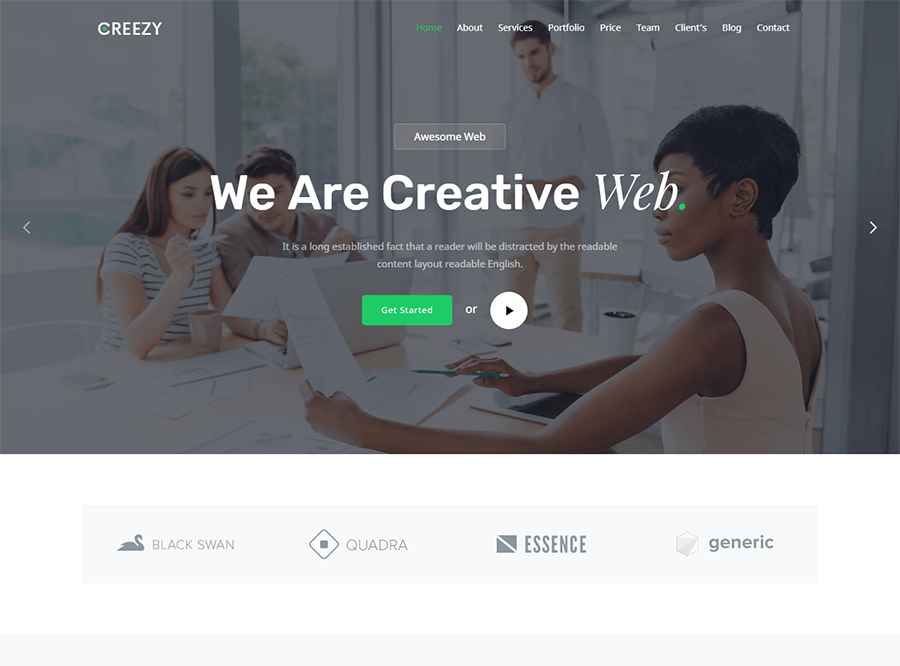 CREEZY
Home About Services Portfolio Price Team Client's Blog Contact
Awesome Web
We Are Creative Web.
It is a long established fact that a reader will be distracted by the readable
content layout readable English.
Get Started or
BLACK SWAN QUADRA ESSENCE generic